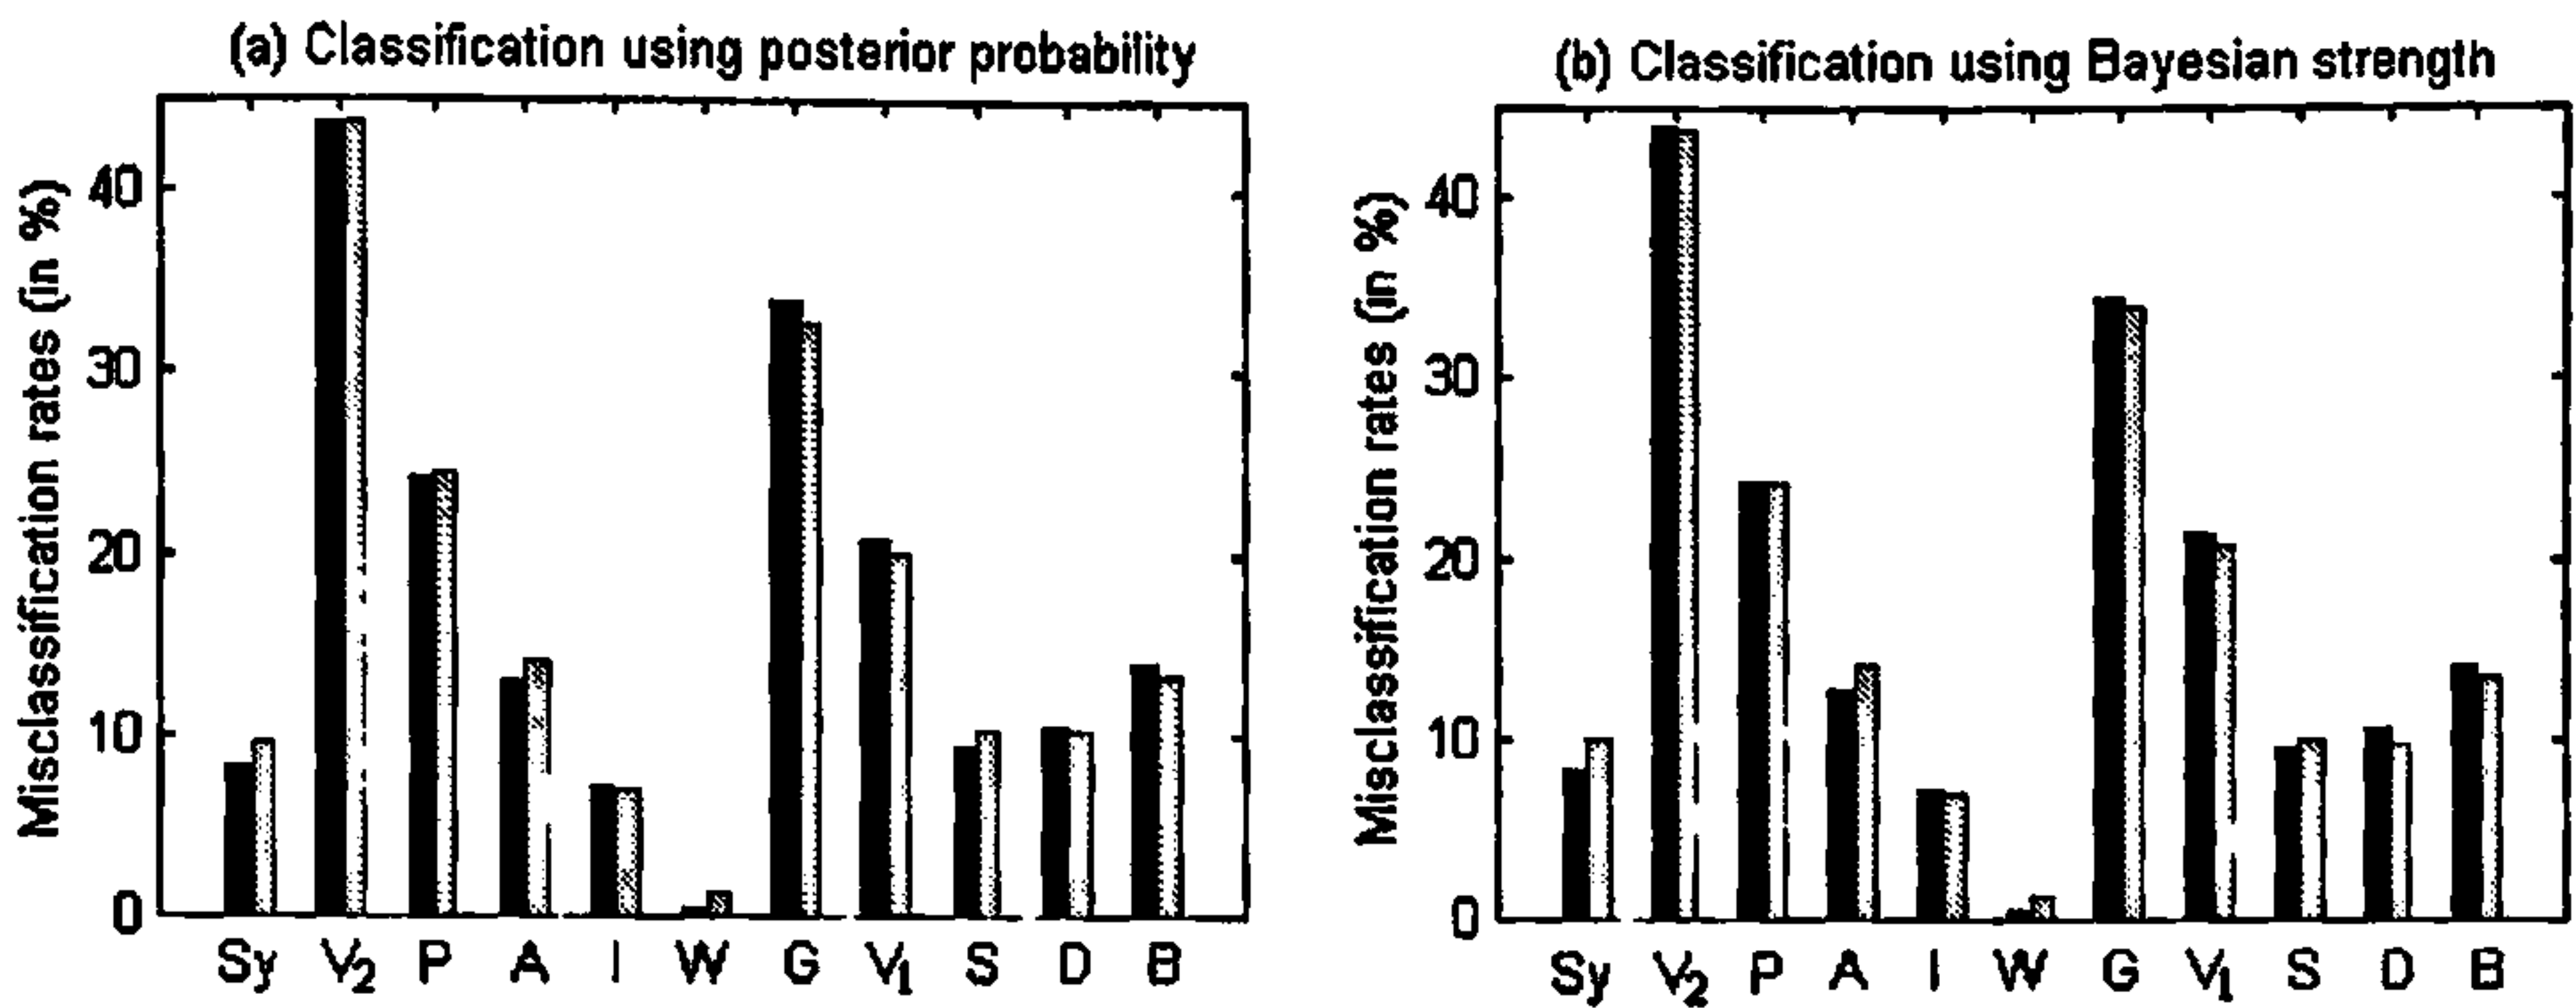 (a) Classification using posterior probability
Misclassification rates (in %)
40
30
20
10
0
Sy V₂ P A I W G V₁ S D B
(b) Classification using Bayesian strength
Misclassification rates (in %)
40
30
20
10
0
Sy V₂ P A I W G V₁ S D B